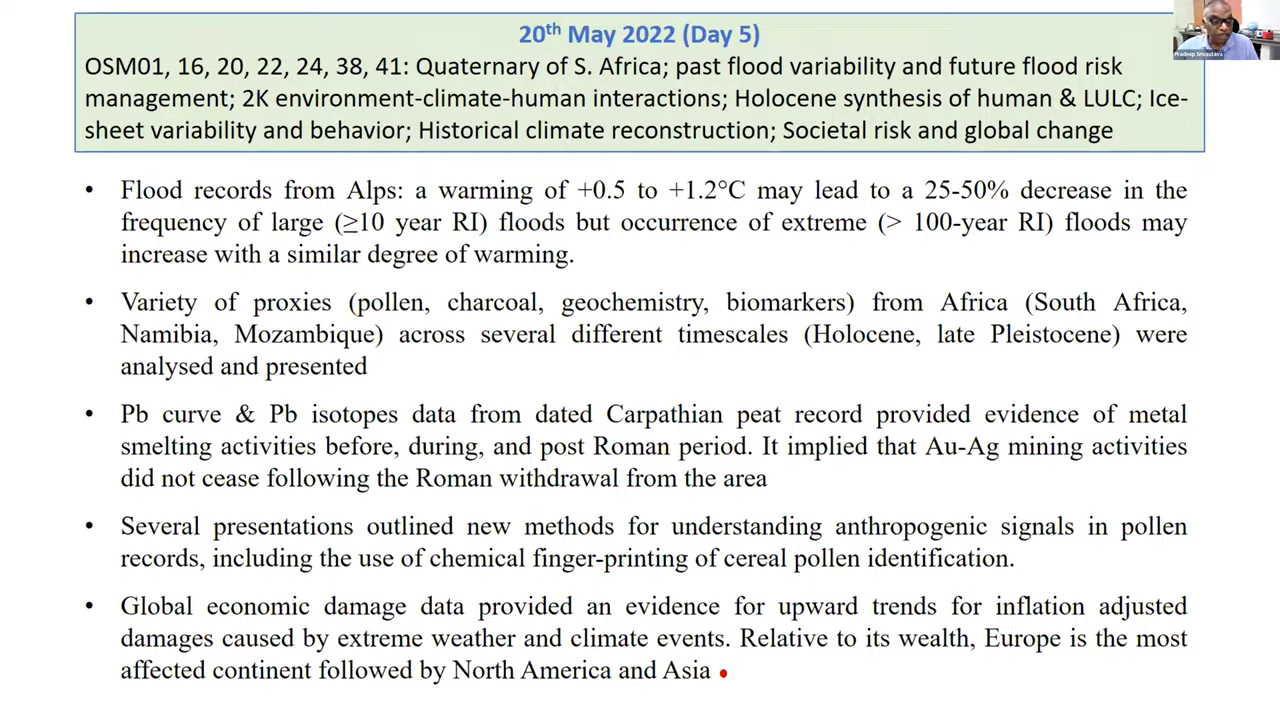 20th May 2022 (Day 5)
OSM01, 16, 20, 22, 24, 38, 41: Quaternary of S. Africa; past flood variability and future flood risk
management; 2K environment-climate-human interactions; Holocene synthesis of human & LULC; Ice-
sheet variability and behavior; Historical climate reconstruction; Societal risk and global change
• Flood records from Alps: a warming of +0.5 to +1.2°C may lead to a 25-50% decrease in the
frequency of large (≥10 year RI) floods but occurrence of extreme (> 100-year RI) floods may
increase with a similar degree of warming.
• Variety of proxies (pollen, charcoal, geochemistry, biomarkers) from Africa (South Africa,
Namibia, Mozambique) across several different timescales (Holocene, late Pleistocene) were
analysed and presented
• Pb curve & Pb isotopes data from dated Carpathian peat record provided evidence of metal
smelting activities before, during, and post Roman period. It implied that Au-Ag mining activities
did not cease following the Roman withdrawal from the area
• Several presentations outlined new methods for understanding anthropogenic signals in pollen
records, including the use of chemical finger-printing of cereal pollen identification.
• Global economic damage data provided an evidence for upward trends for inflation adjusted
damages caused by extreme weather and climate events. Relative to its wealth, Europe is the most
affected continent followed by North America and Asia
Pradeep Srivastava